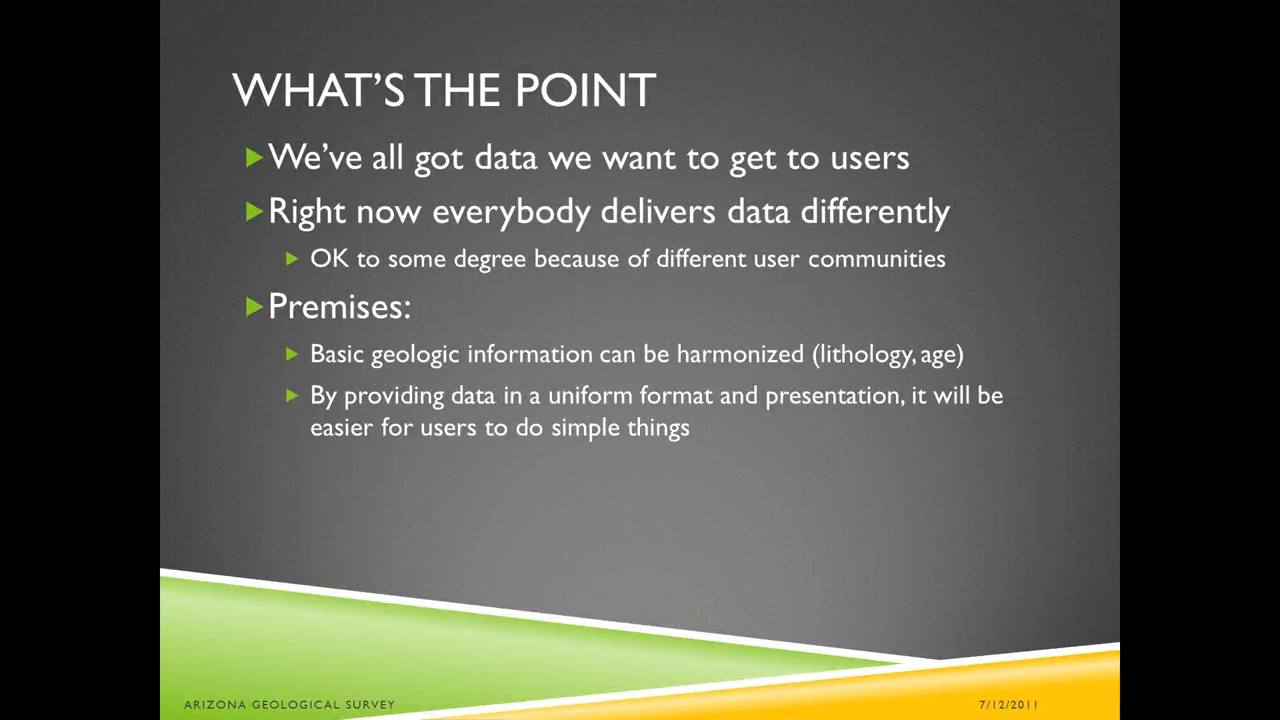 WHAT'S THE POINT
We've all got data we want to get to users
Right now everybody delivers data differently
OK to some degree because of different user communities
Premises:
Basic geologic information can be harmonized (lithology, age)
By providing data in a uniform format and presentation, it will be
easier for users to do simple things
ARIZONA GEOLOGICAL SURVEY
7/12/2011